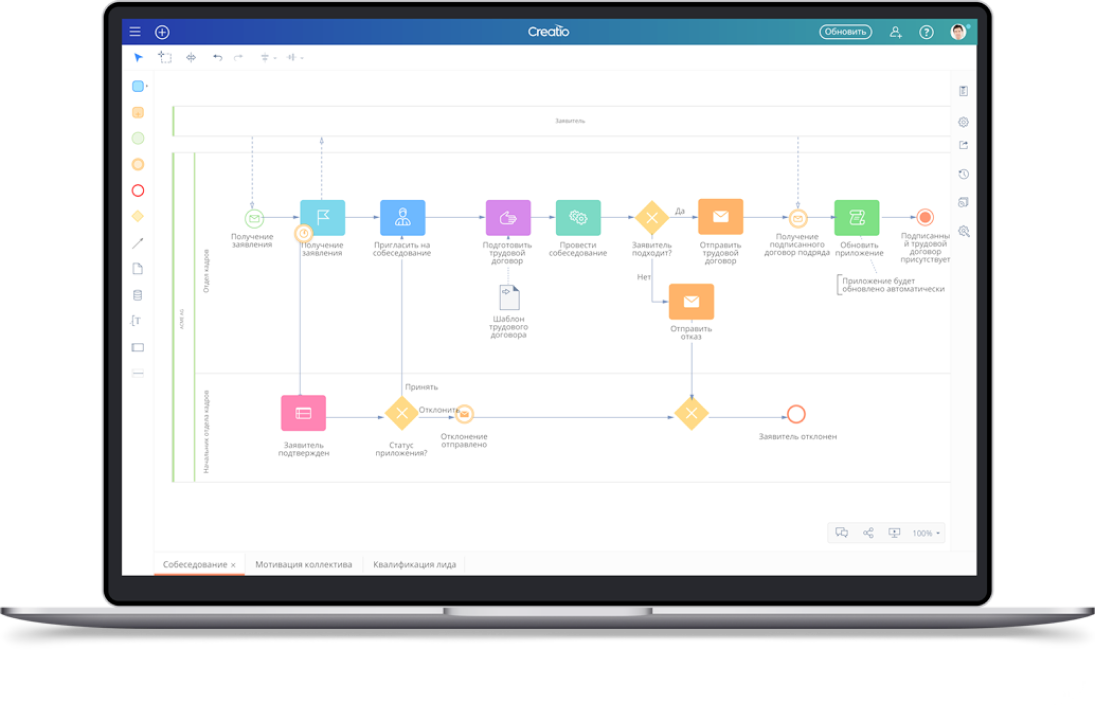 Creatio
Обновить
Заявитель
Отдел кадров
Начальник отдела кадров
Получение
заявления
Получение
заявления
Пригласить на
собеседование
Подготовить
трудовой
договор
Провести
собеседование
Заявитель
подходит?
Да
Нет
Отправить
трудовой
договор
Получение
подписанного
договор подряда
Обновить
приложение
Подписанны
й трудовой
договор
присутствует
Приложение будет
обновлено автоматически
Шаблон
трудового
договора
Отправить
отказ
Принять
Отклонить
Заявитель
подтвержден
Статус
приложения?
Отклонение
отправлено
Заявитель отклонен
100%
Собеседование ×
Мотивация коллектива
Квалификация лида